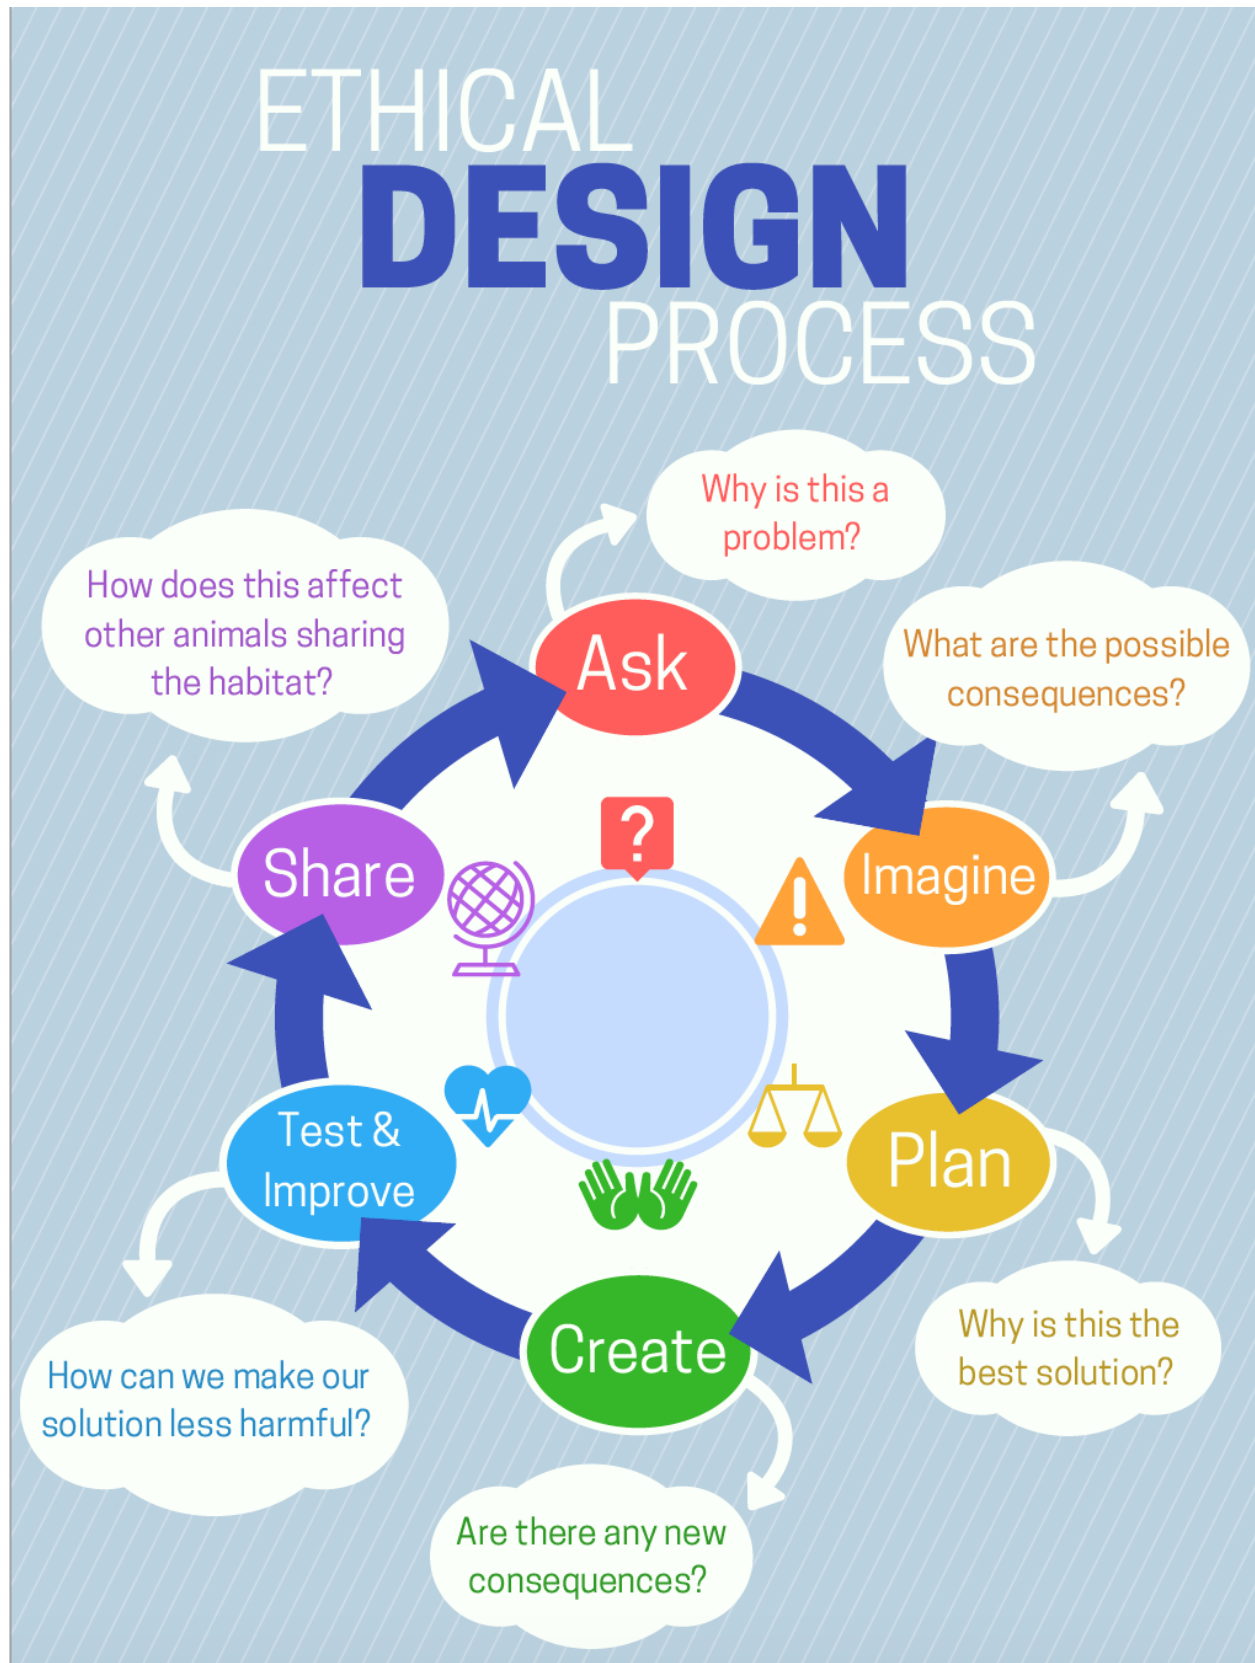 ETHICAL
DESIGN
PROCESS
Why is this a
problem?
Ask
What are the possible
consequences?
Imagine
Plan
Why is this the
best solution?
Create
Are there any new
consequences?
Test &
Improve
How can we make our
solution less harmful?
Share
How does this affect
other animals sharing
the habitat?
?
!